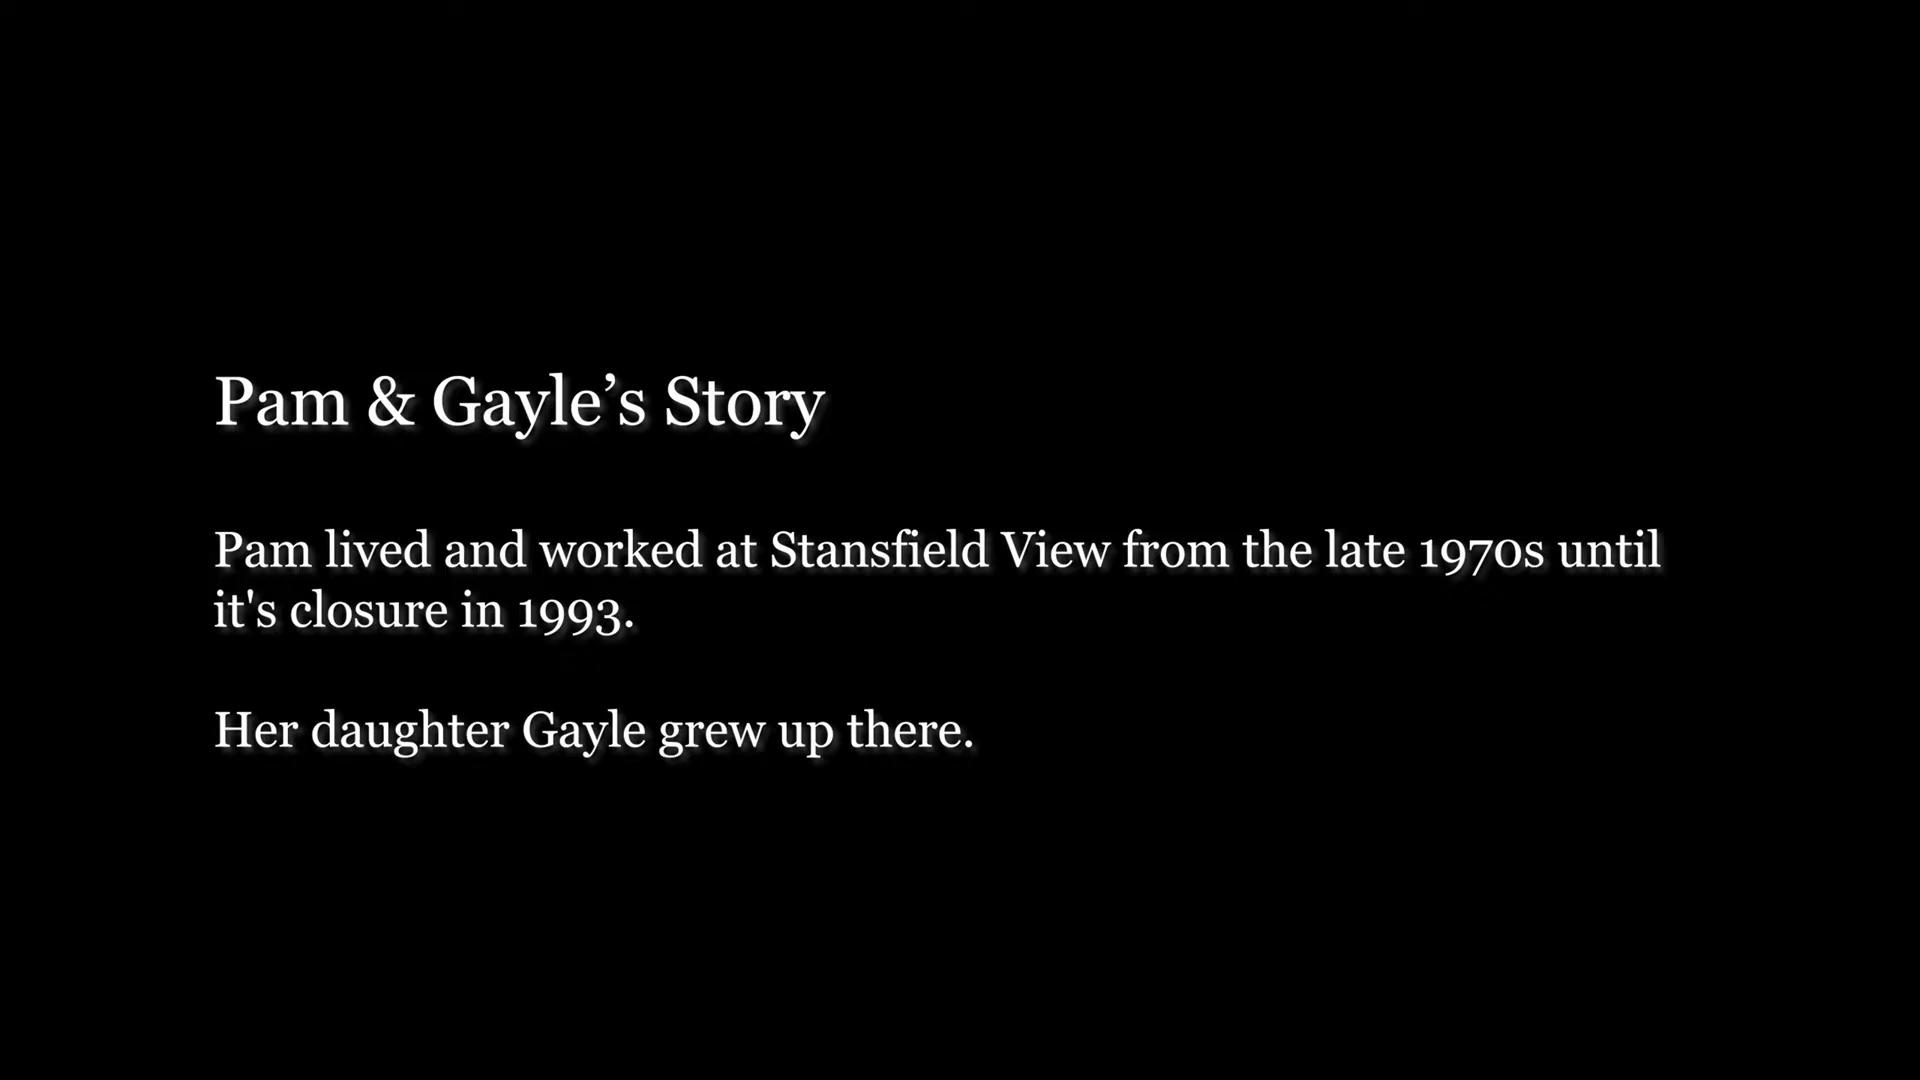 Pam & Gayle’s Story
Pam lived and worked at Stansfield View from the late 1970s until
it's closure in 1993.
Her daughter Gayle grew up there.